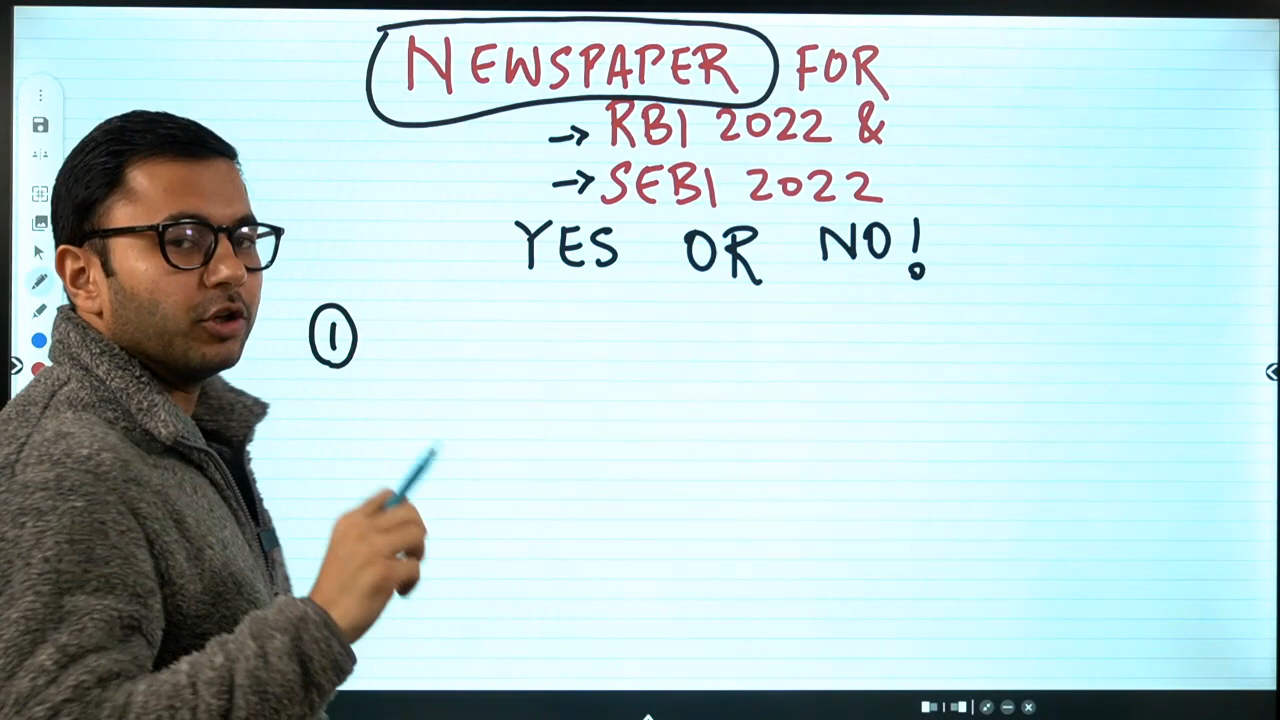 NEWSPAPER FOR
→ RBI 2022 &
→ SEBI 2022
YES OR NO!
1